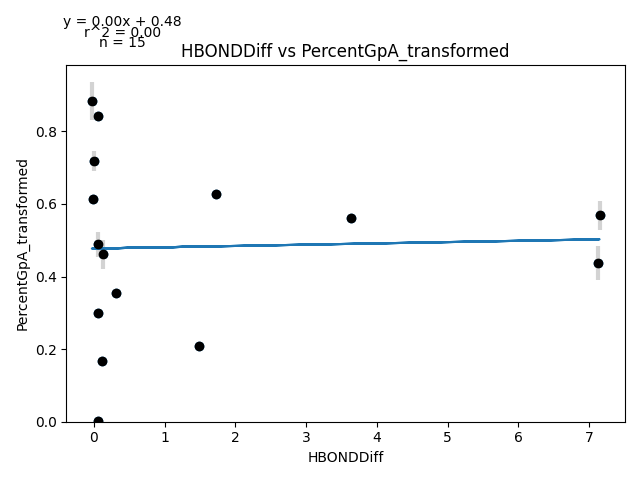 y = 0.00x + 0.48
r^2 = 0.00
n = 15
HBONDDiff vs PercentGpA_transformed
PercentGpA_transformed
0.8
0.6
0.4
0.2
0.0
0 1 2 3 4 5 6 7
HBONDDiff